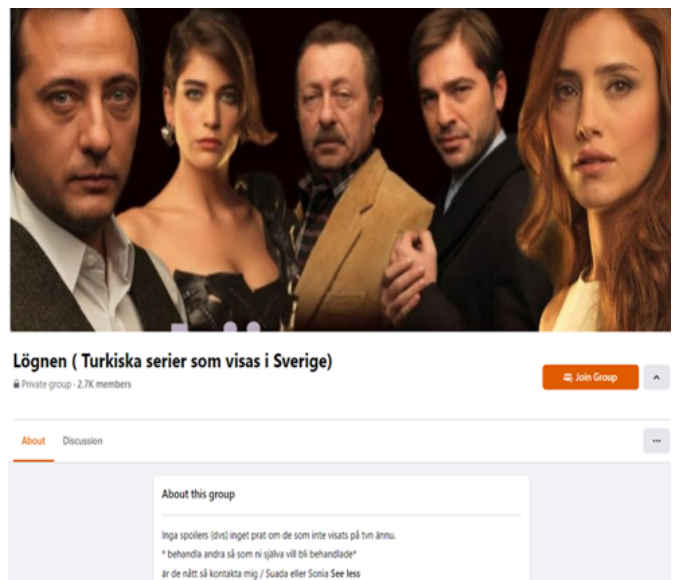 Lögnen ( Turkiska serier som visas i Sverige)
Private group · 2.7K members
Join Group
About Discussion
About this group
Inga spoilers (dvs) inget prat om de som inte visats på tvn annu.
* behandla andra så som ni själva vill bli behandlade*
är de nått så kontakta mig / Suada eller Sonia See less